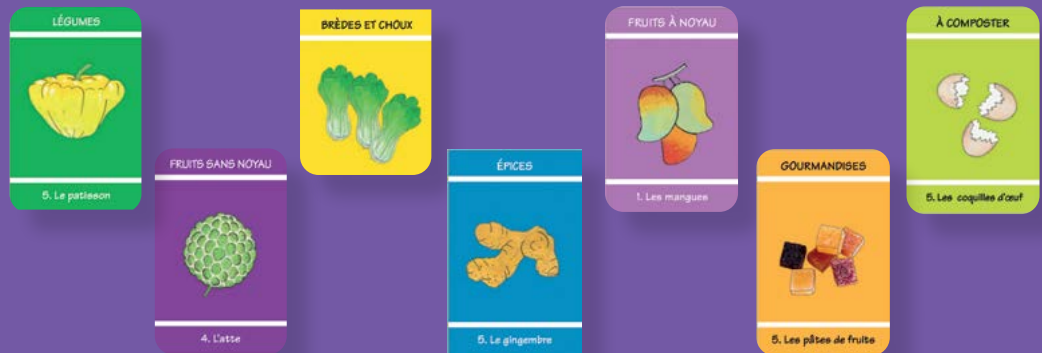 LÉGUMES
5. Le patisson
FRUITS SANS NOYAU
4. L'atte
BRÈDES ET CHOUX
ÉPICES
5. Le gingembre
FRUITS À NOYAU
1. Les mangues
GOURMANDISES
5. Les pâtes de fruits
À COMPOSTER
5. Les coquilles d'œuf